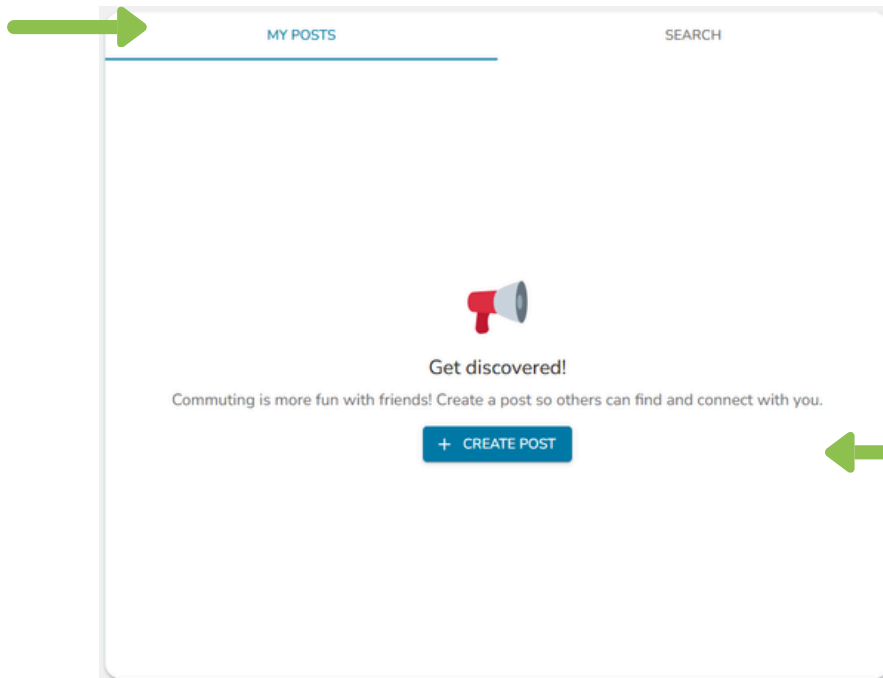 MY POSTS
SEARCH
Get discovered!
Commuting is more fun with friends! Create a post so others can find and connect with you.
+ CREATE POST